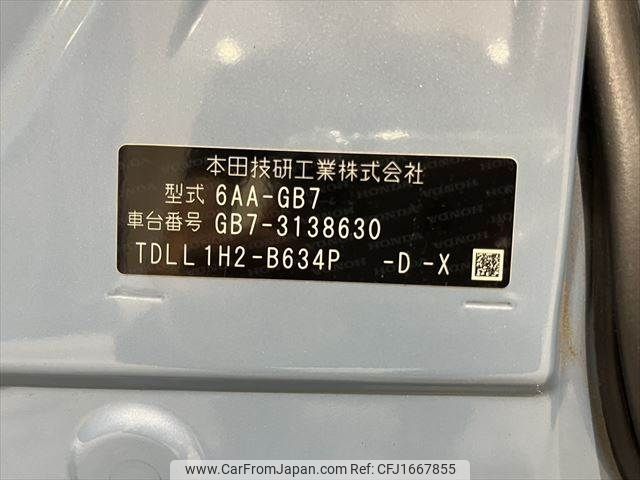 本田技研工業株式会社
型式 6AA-GB7
車台番号 GB7-3138630
TDLL1H2-B634P -D -X
www.CarFromJapan.com | Ref. No: CFJ1667855